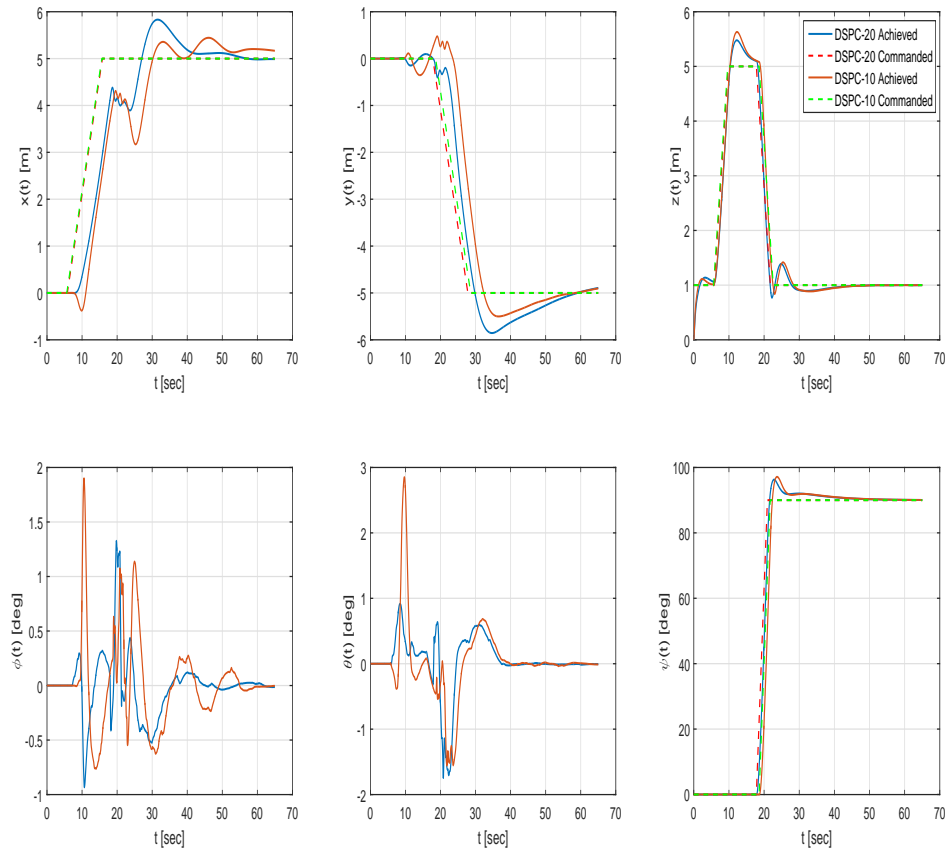 6
5
4
3
2
1
0
-1
0 10 20 30 40 50 60 70
t [sec]
x(t) [m]
1
0
-1
-2
-3
-4
-5
-6
0 10 20 30 40 50 60 70
t [sec]
y(t) [m]
6
5
4
3
2
1
0
0 10 20 30 40 50 60 70
t [sec]
z(t) [m]
DSPC-20 Achieved
DSPC-20 Commanded
DSPC-10 Achieved
DSPC-10 Commanded
2
1.5
1
0.5
0
-0.5
-1
0 10 20 30 40 50 60 70
t [sec]
ϕ(t) [deg]
3
2
1
0
-1
-2
0 10 20 30 40 50 60 70
t [sec]
θ(t) [deg]
100
80
60
40
20
0
0 10 20 30 40 50 60 70
t [sec]
ψ(t) [deg]